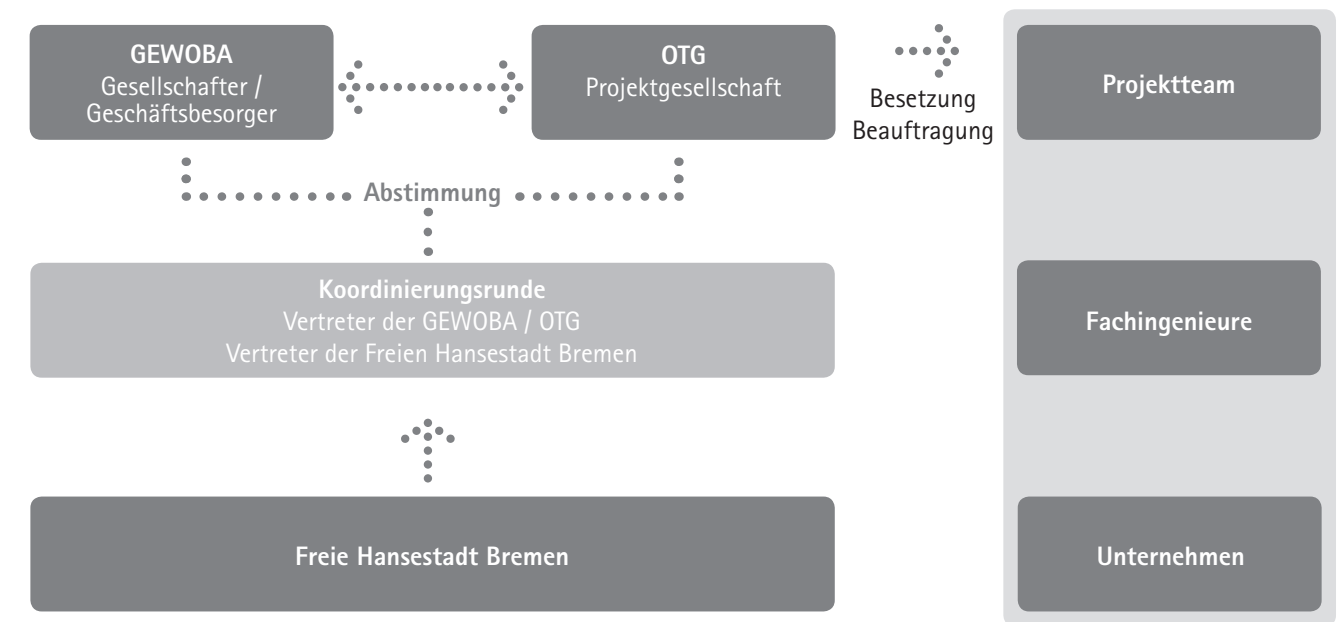 GEWOBA
Gesellschafter /
Geschäftsbesorger
OTG
Projektgesellschaft
Besetzung
Beauftragung
Projektteam
Abstimmung
Koordinierungsrunde
Vertreter der GEWOBA / OTG
Vertreter der Freien Hansestadt Bremen
Fachingenieure
Freie Hansestadt Bremen
Unternehmen